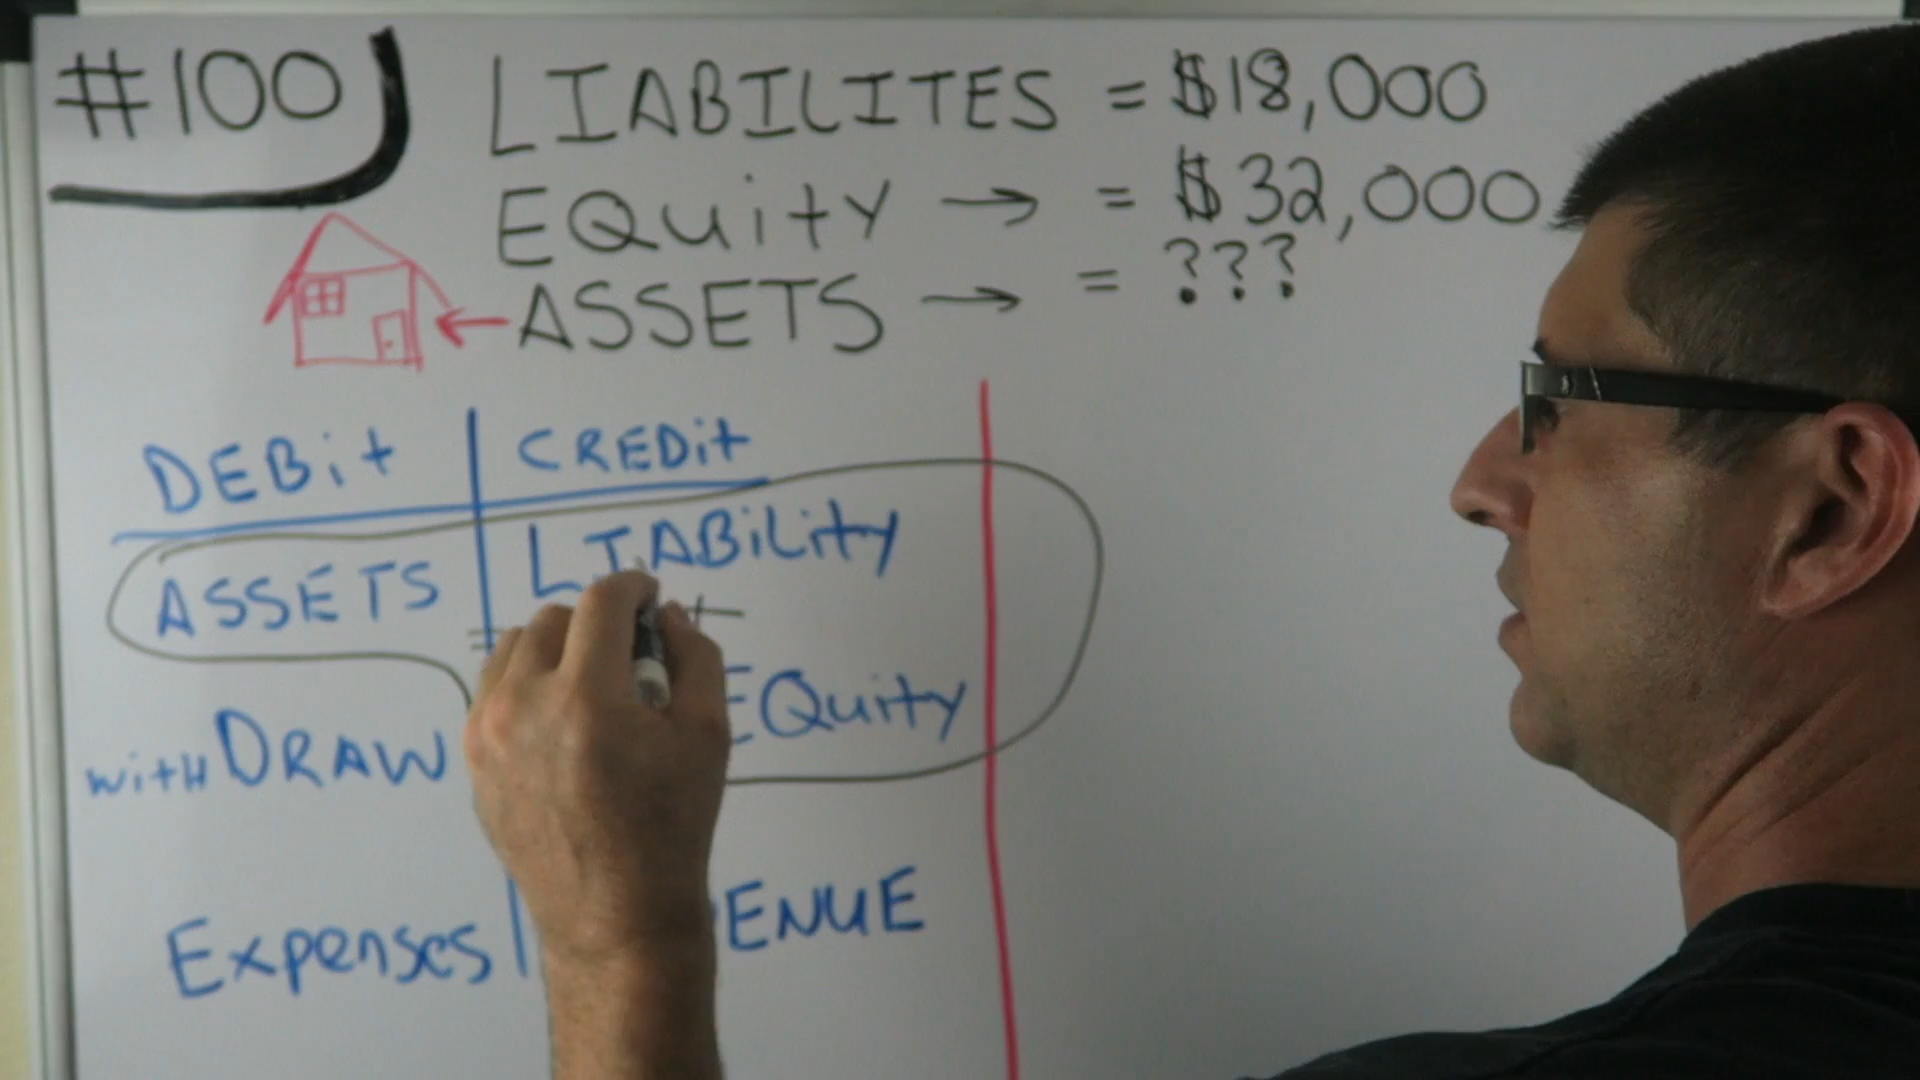 #100
LIABILITES = $18,000
EQuity → = $32,000
ASSETS → = ???
DEBit CREDit
ASSETS LIABiLity
= +
withDRAW EQuity
Expenses ENUE